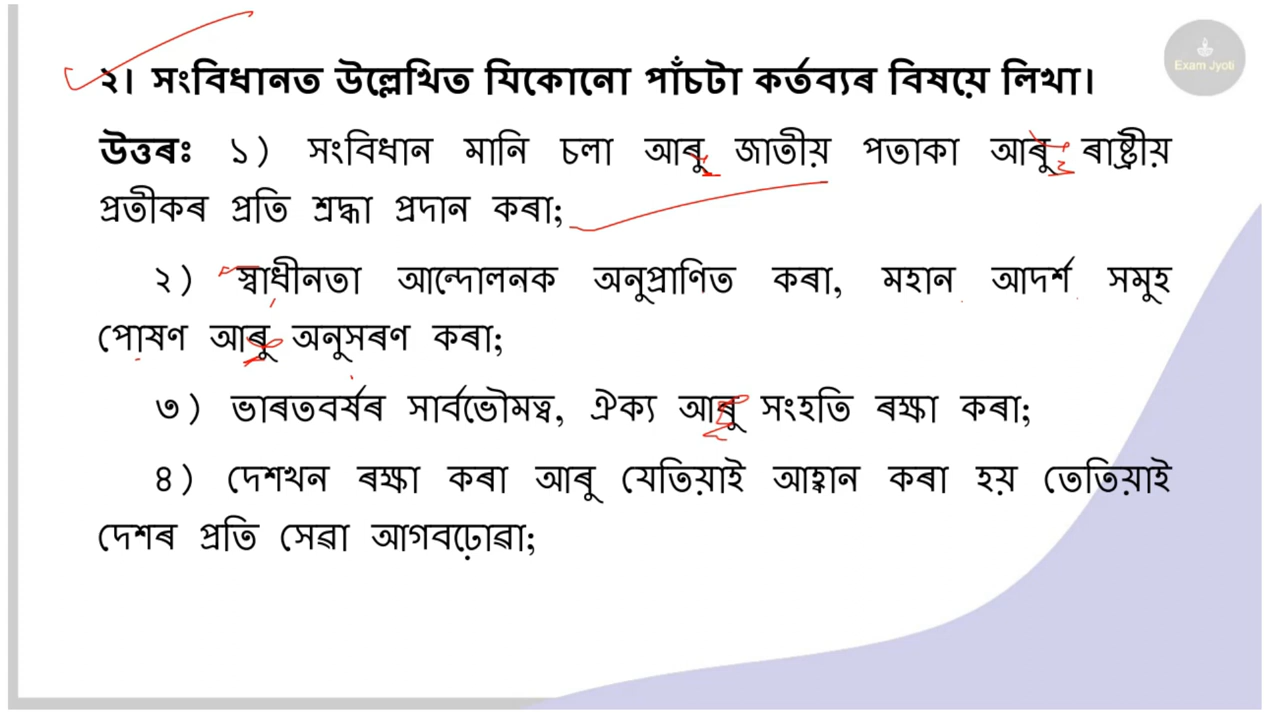 Exam Jyoti
২। সংবিধানত উল্লেখিত যিকোনো পাঁচটা কৰ্তব্যৰ বিষয়ে লিখা।
উত্তৰঃ ১) সংবিধান মানি চলা আৰু জাতীয় পতাকা আৰু ৰাষ্ট্ৰীয়
প্ৰতীকৰ প্ৰতি শ্ৰদ্ধা প্ৰদান কৰা;
২) স্বাধীনতা আন্দোলনক অনুপ্ৰাণিত কৰা, মহান আদৰ্শ সমুহ
পোষণ আৰু অনুসৰণ কৰা;
৩) ভাৰতবৰ্ষৰ সাৰ্বভৌমত্ব, ঐক্য আৰু সংহতি ৰক্ষা কৰা;
৪) দেশখন ৰক্ষা কৰা আৰু যেতিয়াই আহ্বান কৰা হয় তেতিয়াই
দেশৰ প্ৰতি সেৱা আগবঢ়োৱা;